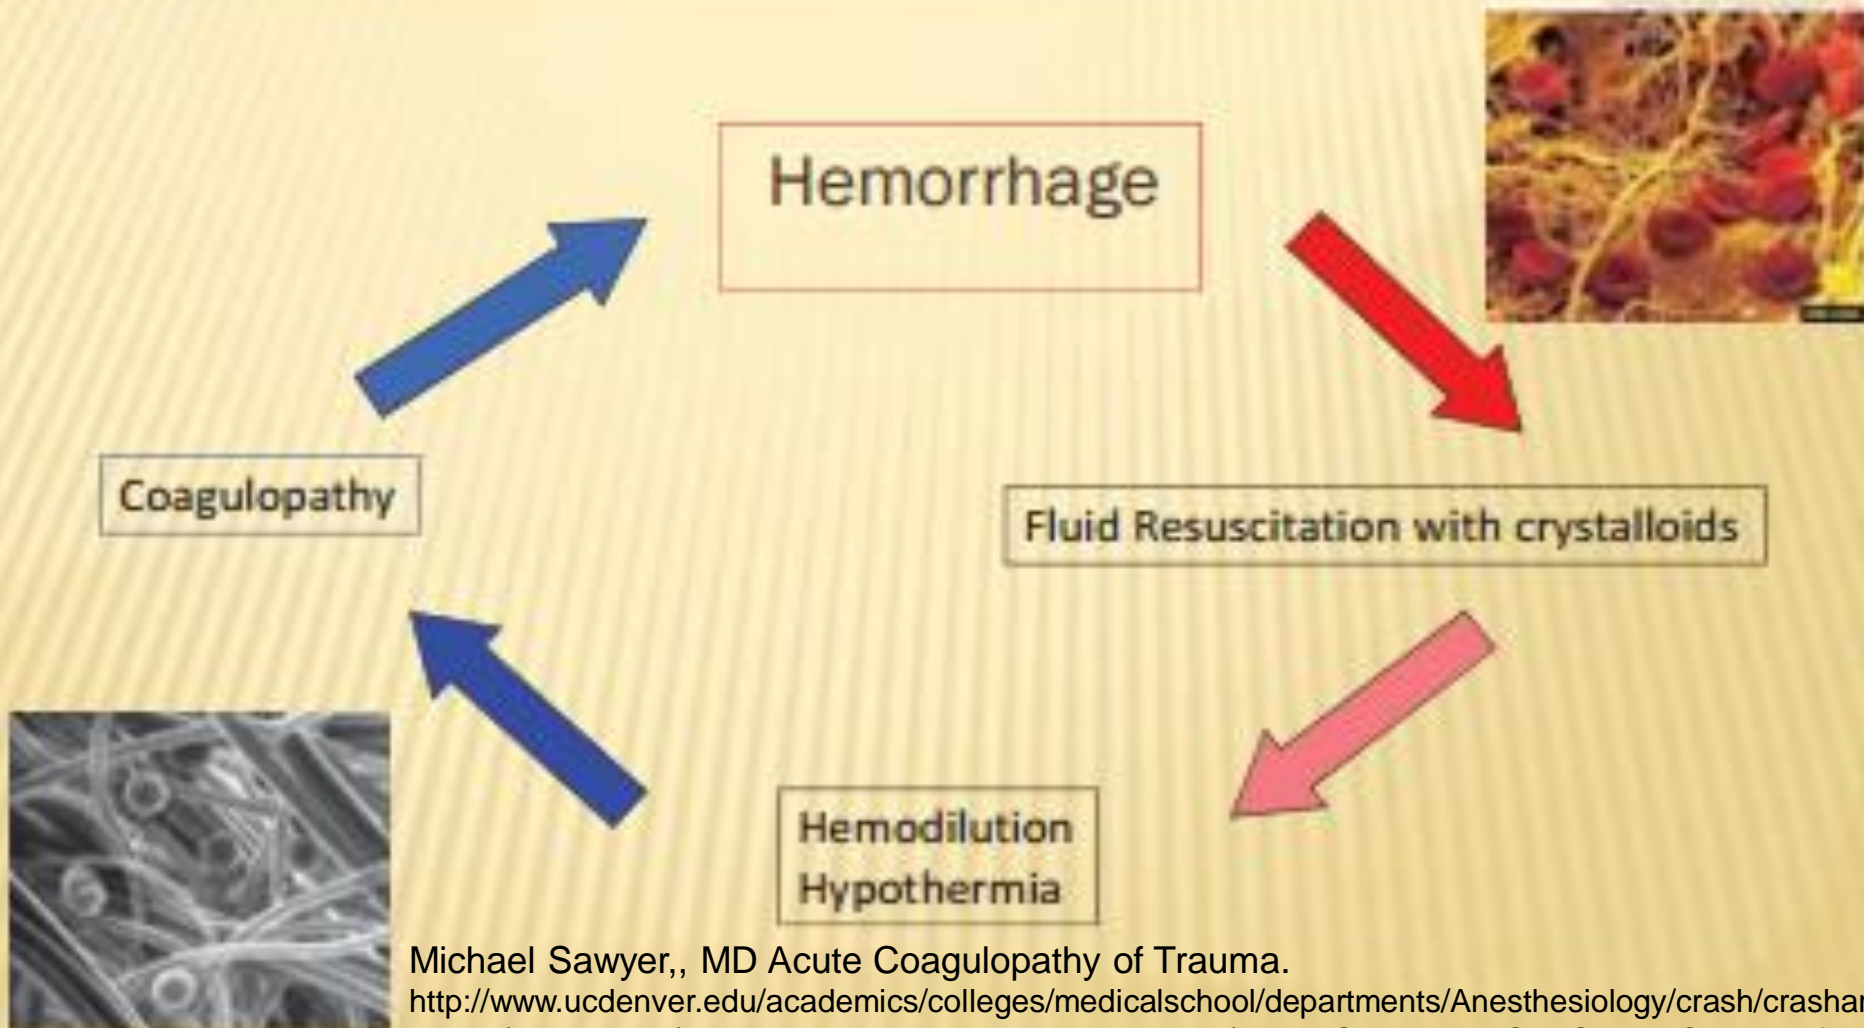 Hemorrhage
Coagulopathy
Fluid Resuscitation with crystalloids
Hemodilution
Hypothermia
Michael Sawyer,, MD Acute Coagulopathy of Trauma.
http://www.ucdenver.edu/academics/colleges/medicalschool/departments/Anesthesiology/crash/crashar